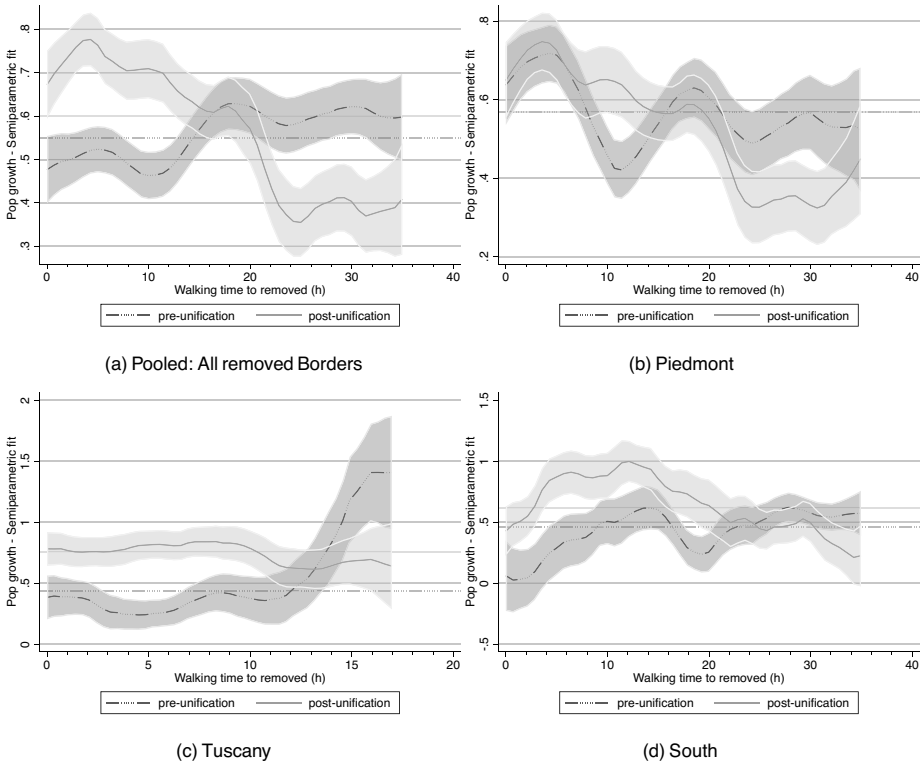 Pop growth - Semiparametric fit
.8
.7
.6
.5
.4
.3
0 10 20 30 40
Walking time to removed (h)
pre-unification post-unification
(a) Pooled: All removed Borders
Pop growth - Semiparametric fit
.8
.6
.4
.2
0 10 20 30 40
Walking time to removed (h)
pre-unification post-unification
(b) Piedmont
Pop growth - Semiparametric fit
2
1.5
1
.5
0
0 5 10 15 20
Walking time to removed (h)
pre-unification post-unification
(c) Tuscany
Pop growth - Semiparametric fit
1.5
1
.5
0
-.5
0 10 20 30 40
Walking time to removed (h)
pre-unification post-unification
(d) South